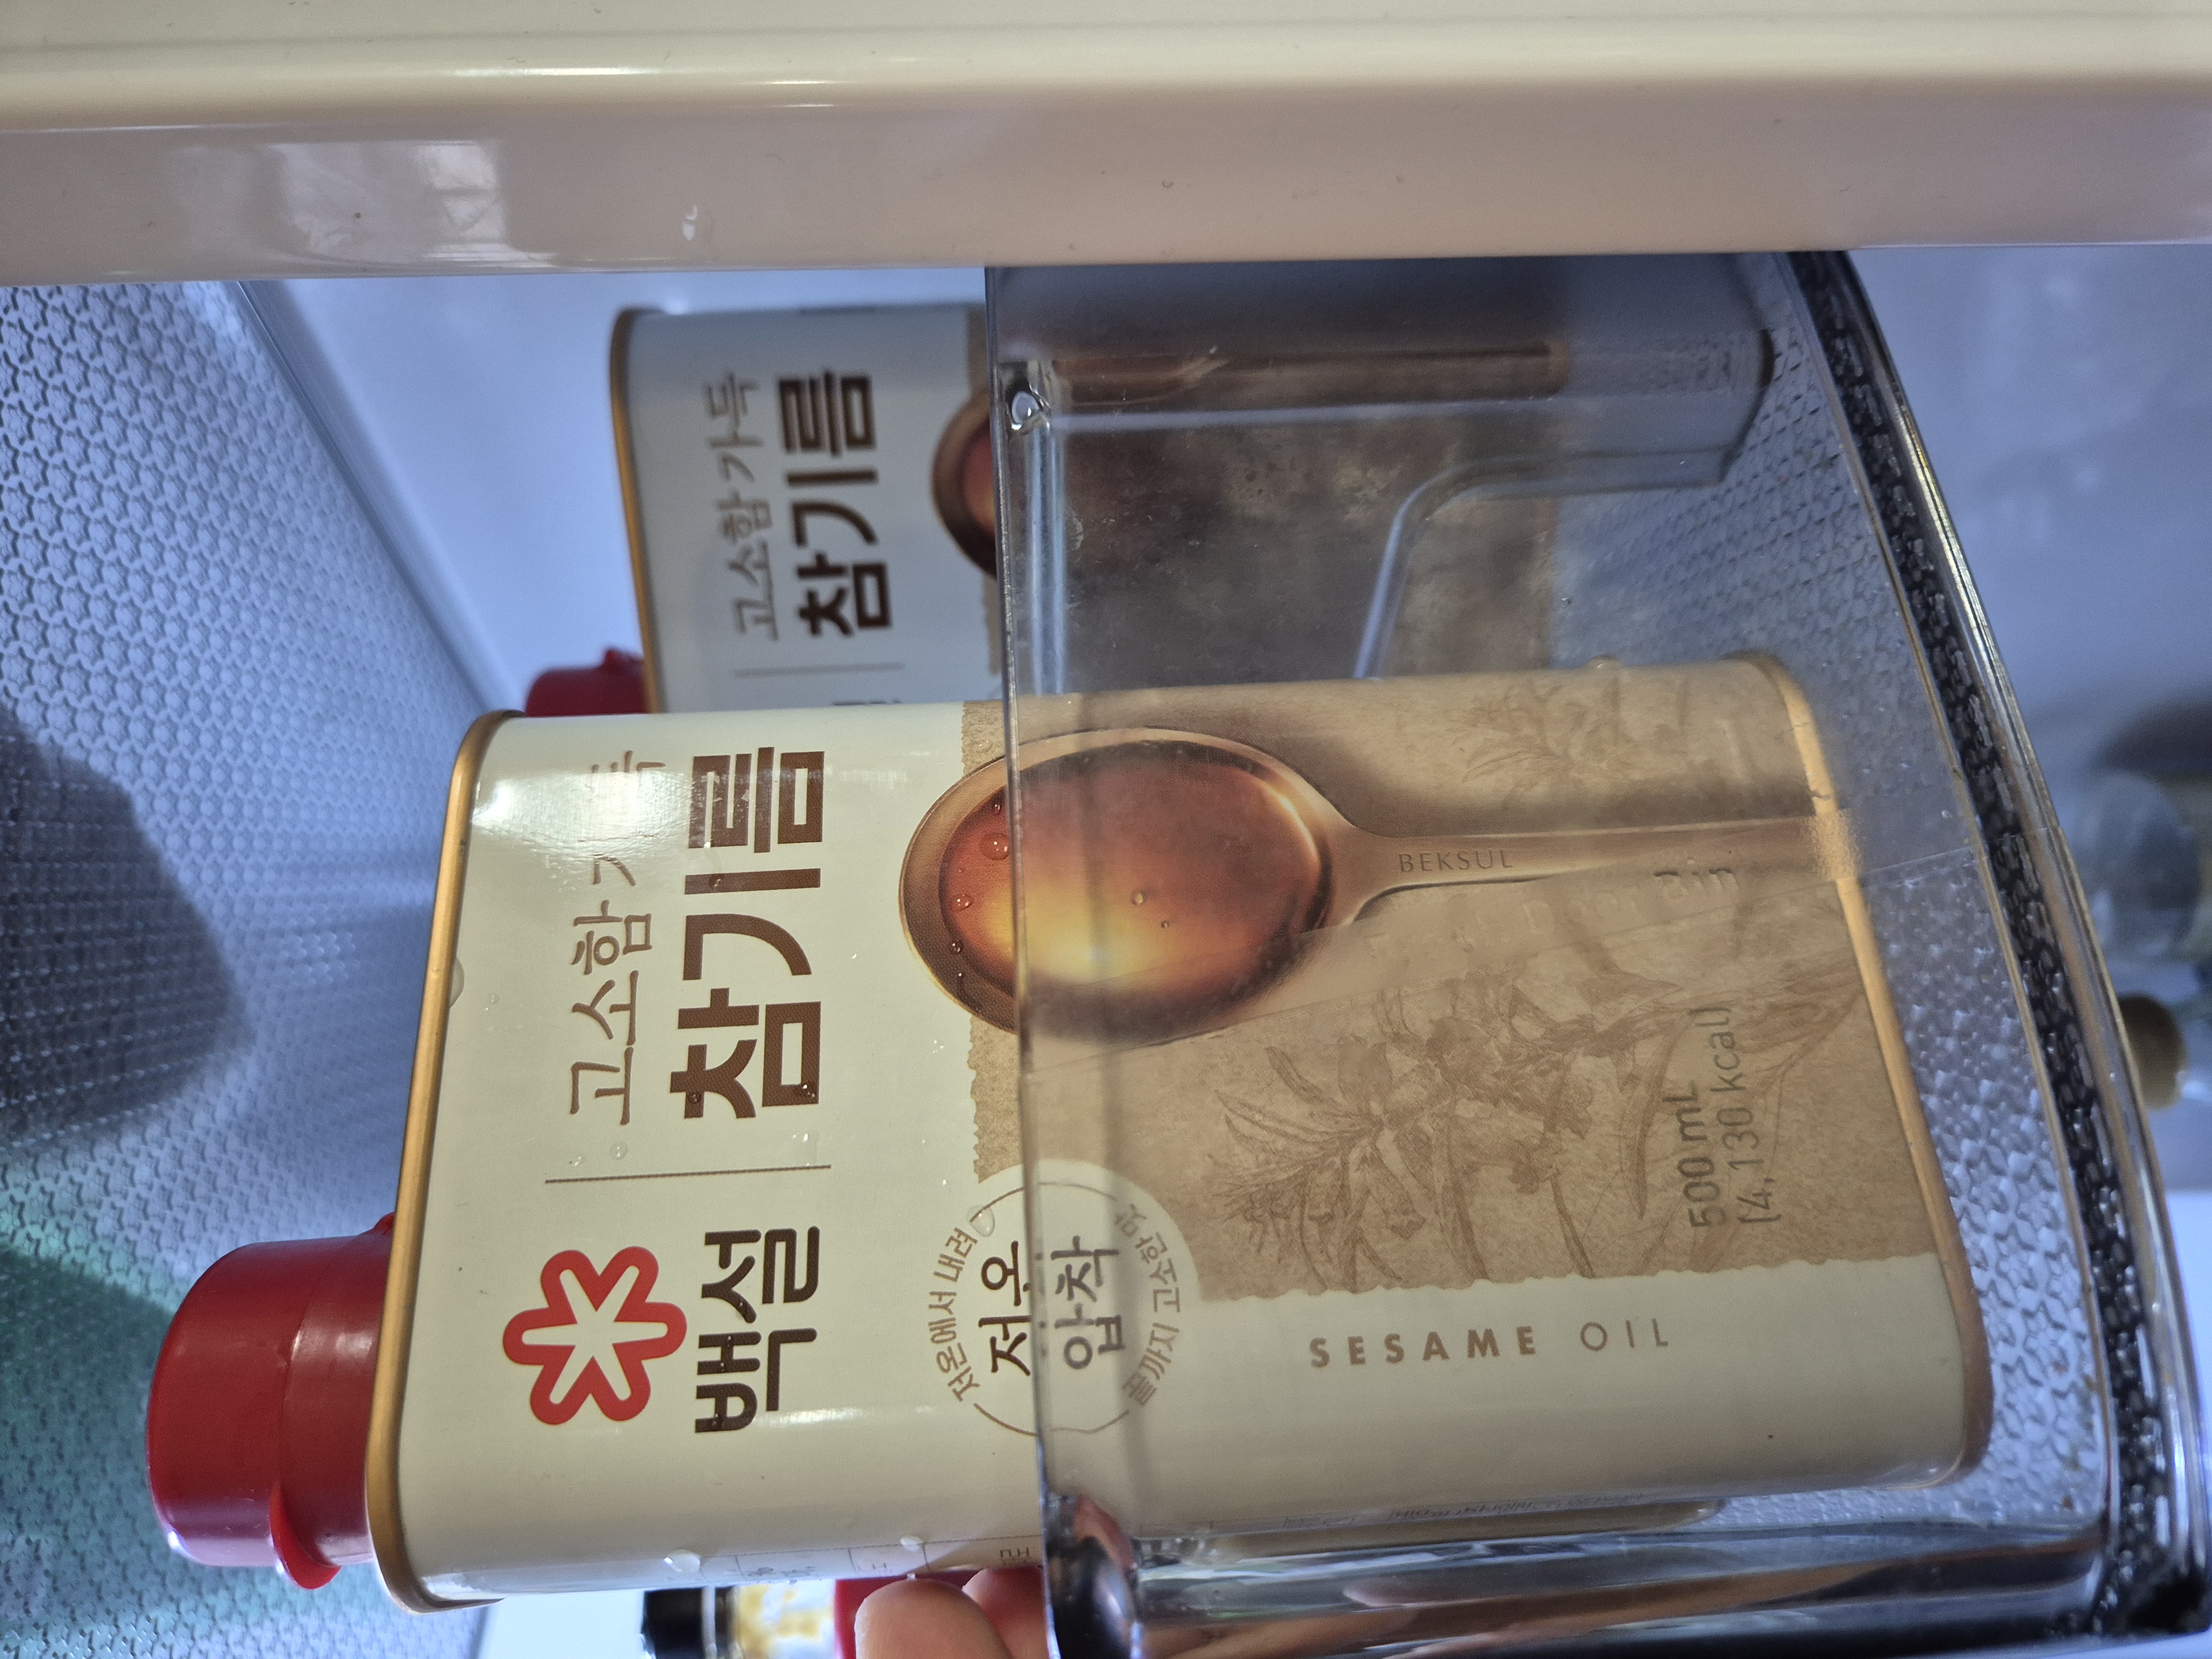 고소함 가득
참기름
고소함
참기름
백설
저온에서 내려
저온
압착
끝까지 고소한 맛
BEKSUL
Bin
500 mL
(4,130 kcal)
SESAME OIL